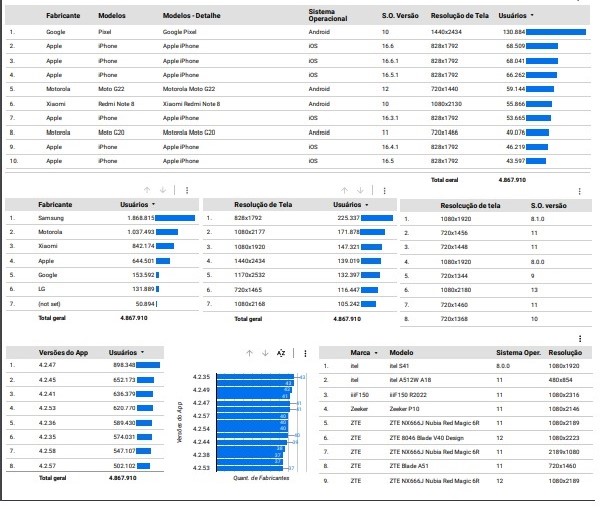 Fabricante Modelos Modelos - Detalhe Sistema Operacional S.O. Versão Resolução de Tela Usuários
1. Google Pixel Google Pixel Android 10 1440x2434 130.884
2. Apple iPhone Apple iPhone iOS 16.6 828x1792 68.509
3. Apple iPhone Apple iPhone iOS 16.6.1 828x1792 68.041
4. Apple iPhone Apple iPhone iOS 16.5.1 828x1792 66.262
5. Motorola Moto G22 Motorola Moto G22 Android 12 720x1440 59.144
6. Xiaomi Redmi Note 8 Xiaomi Redmi Note 8 Android 10 1080x2130 55.866
7. Apple iPhone Apple iPhone iOS 16.3.1 828x1792 53.665
8. Motorola Moto G20 Motorola Moto G20 Android 11 720x1466 49.076
9. Apple iPhone Apple iPhone iOS 16.4.1 828x1792 46.219
10. Apple iPhone Apple iPhone iOS 16.5 828x1792 43.597
Total geral 4.867.910
Fabricante Usuários
1. Samsung 1.868.815
2. Motorola 1.037.493
3. Xiaomi 842.174
4. Apple 644.501
5. Google 153.592
6. LG 131.889
7. (not set) 50.894
Total geral 4.867.910
Resolução de Tela Usuários
1. 828x1792 225.337
2. 1080x2177 171.878
3. 1080x1920 147.321
4. 1440x2434 139.019
5. 1170x2532 132.397
6. 720x1465 116.447
7. 1080x2168 105.242
Total geral 4.867.910
Resolucção de tela S.O. versão
1. 1080x1920 8.1.0
2. 720x1456 11
3. 720x1448 11
4. 1080x1920 8.0.0
5. 720x1344 9
6. 1080x2180 13
7. 720x1460 11
8. 720x1368 10
Versões do App Usuários
1. 4.2.47 898.348
2. 4.2.45 652.173
3. 4.2.41 636.379
4. 4.2.53 620.770
5. 4.2.36 589.430
6. 4.2.35 574.031
7. 4.2.58 547.107
8. 4.2.57 502.102
Total geral 4.867.910
Versões do App
4.2.35 43
43
4.2.49 42
41
4.2.47 41
41
4.2.57 40
4.2.54 40
40
4.2.44 39
4.2.38
37
4.2.53 37
Quant. de Fabricantes
Marca Modelo Sistema Oper. Resolução
1. itel itel S41 8.0.0 1080x1920
2. itel itel A512W A18 11 480x854
3. iiiF150 iiiF150 R2022 11 1080x2316
4. Zeeker Zeeker P10 11 1080x2146
5. ZTE ZTE NX666J Nubia Red Magic 6R 11 1080x2189
6. ZTE ZTE 8046 Blade V40 Design 12 1080x2223
7. ZTE ZTE NX666J Nubia Red Magic 6R 11 2189x1080
8. ZTE ZTE Blade A51 11 720x1460
9. ZTE ZTE NX666J Nubia Red Magic 6R 12 1080x2189